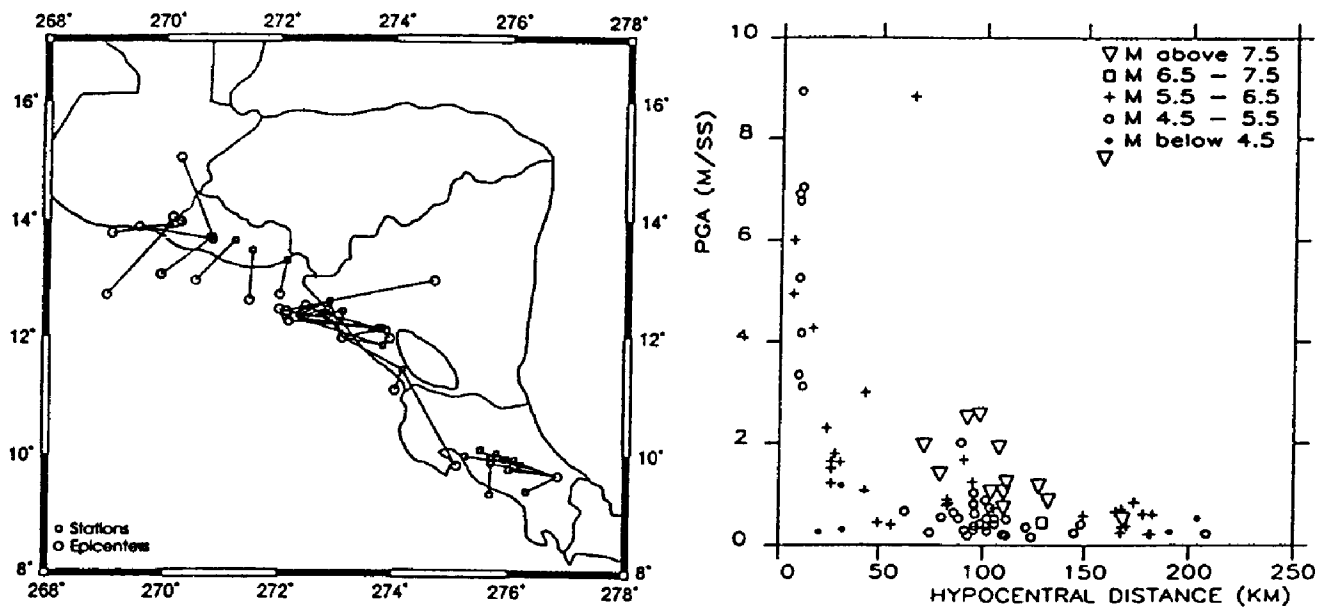 268 270° 272° 274° 276° 278
16° 16°
14° 14°
12° 12°
10° 10°
8° 8°
268 270° 272° 274° 276° 278
Stations
Epicenters
10
8
6
4
2
0
PGA (M/SS)
M above 7.5
M 6.5 – 7.5
M 5.5 – 6.5
M 4.5 – 5.5
M below 4.5
0 50 100 150 200 250
HYPOCENTRAL DISTANCE (KM)